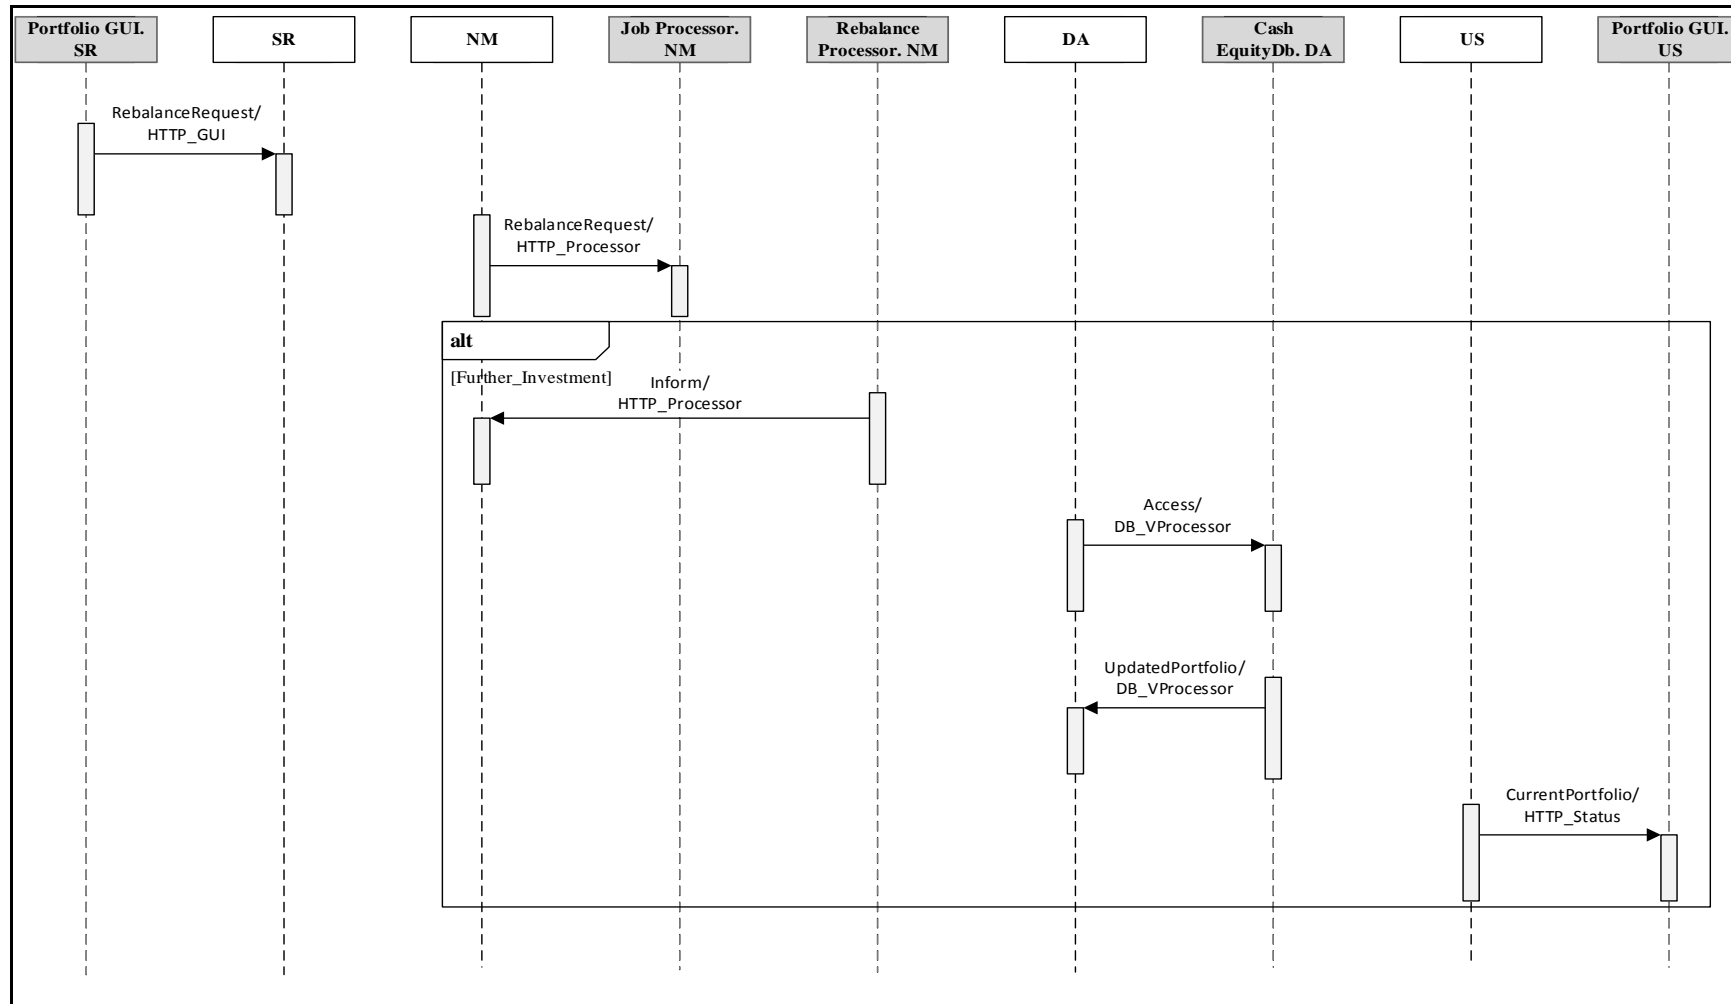 Portfolio GUI.
SR
SR
NM
Job Processor.
NM
Rebalance
Processor. NM
DA
Cash
EquityDb. DA
US
Portfolio GUI.
US
RebalanceRequest/
HTTP_GUI
RebalanceRequest/
HTTP_Processor
alt
[Further_Investment]
Inform/
HTTP_Processor
Access/
DB_VProcessor
UpdatedPortfolio/
DB_VProcessor
CurrentPortfolio/
HTTP_Status